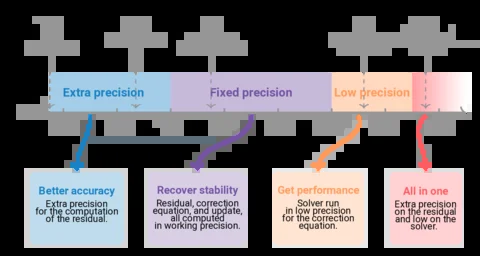 Extra precision
Fixed precision
Low precision
Better accuracy
Extra precision
for the computation
of the residual.
Recover stability
Residual, correction
equation, and update,
all computed
in working precision.
Get performance
Solver run
in low precision
for the correction
equation.
All in one
Extra precision
on the residual
and low on the
solver.